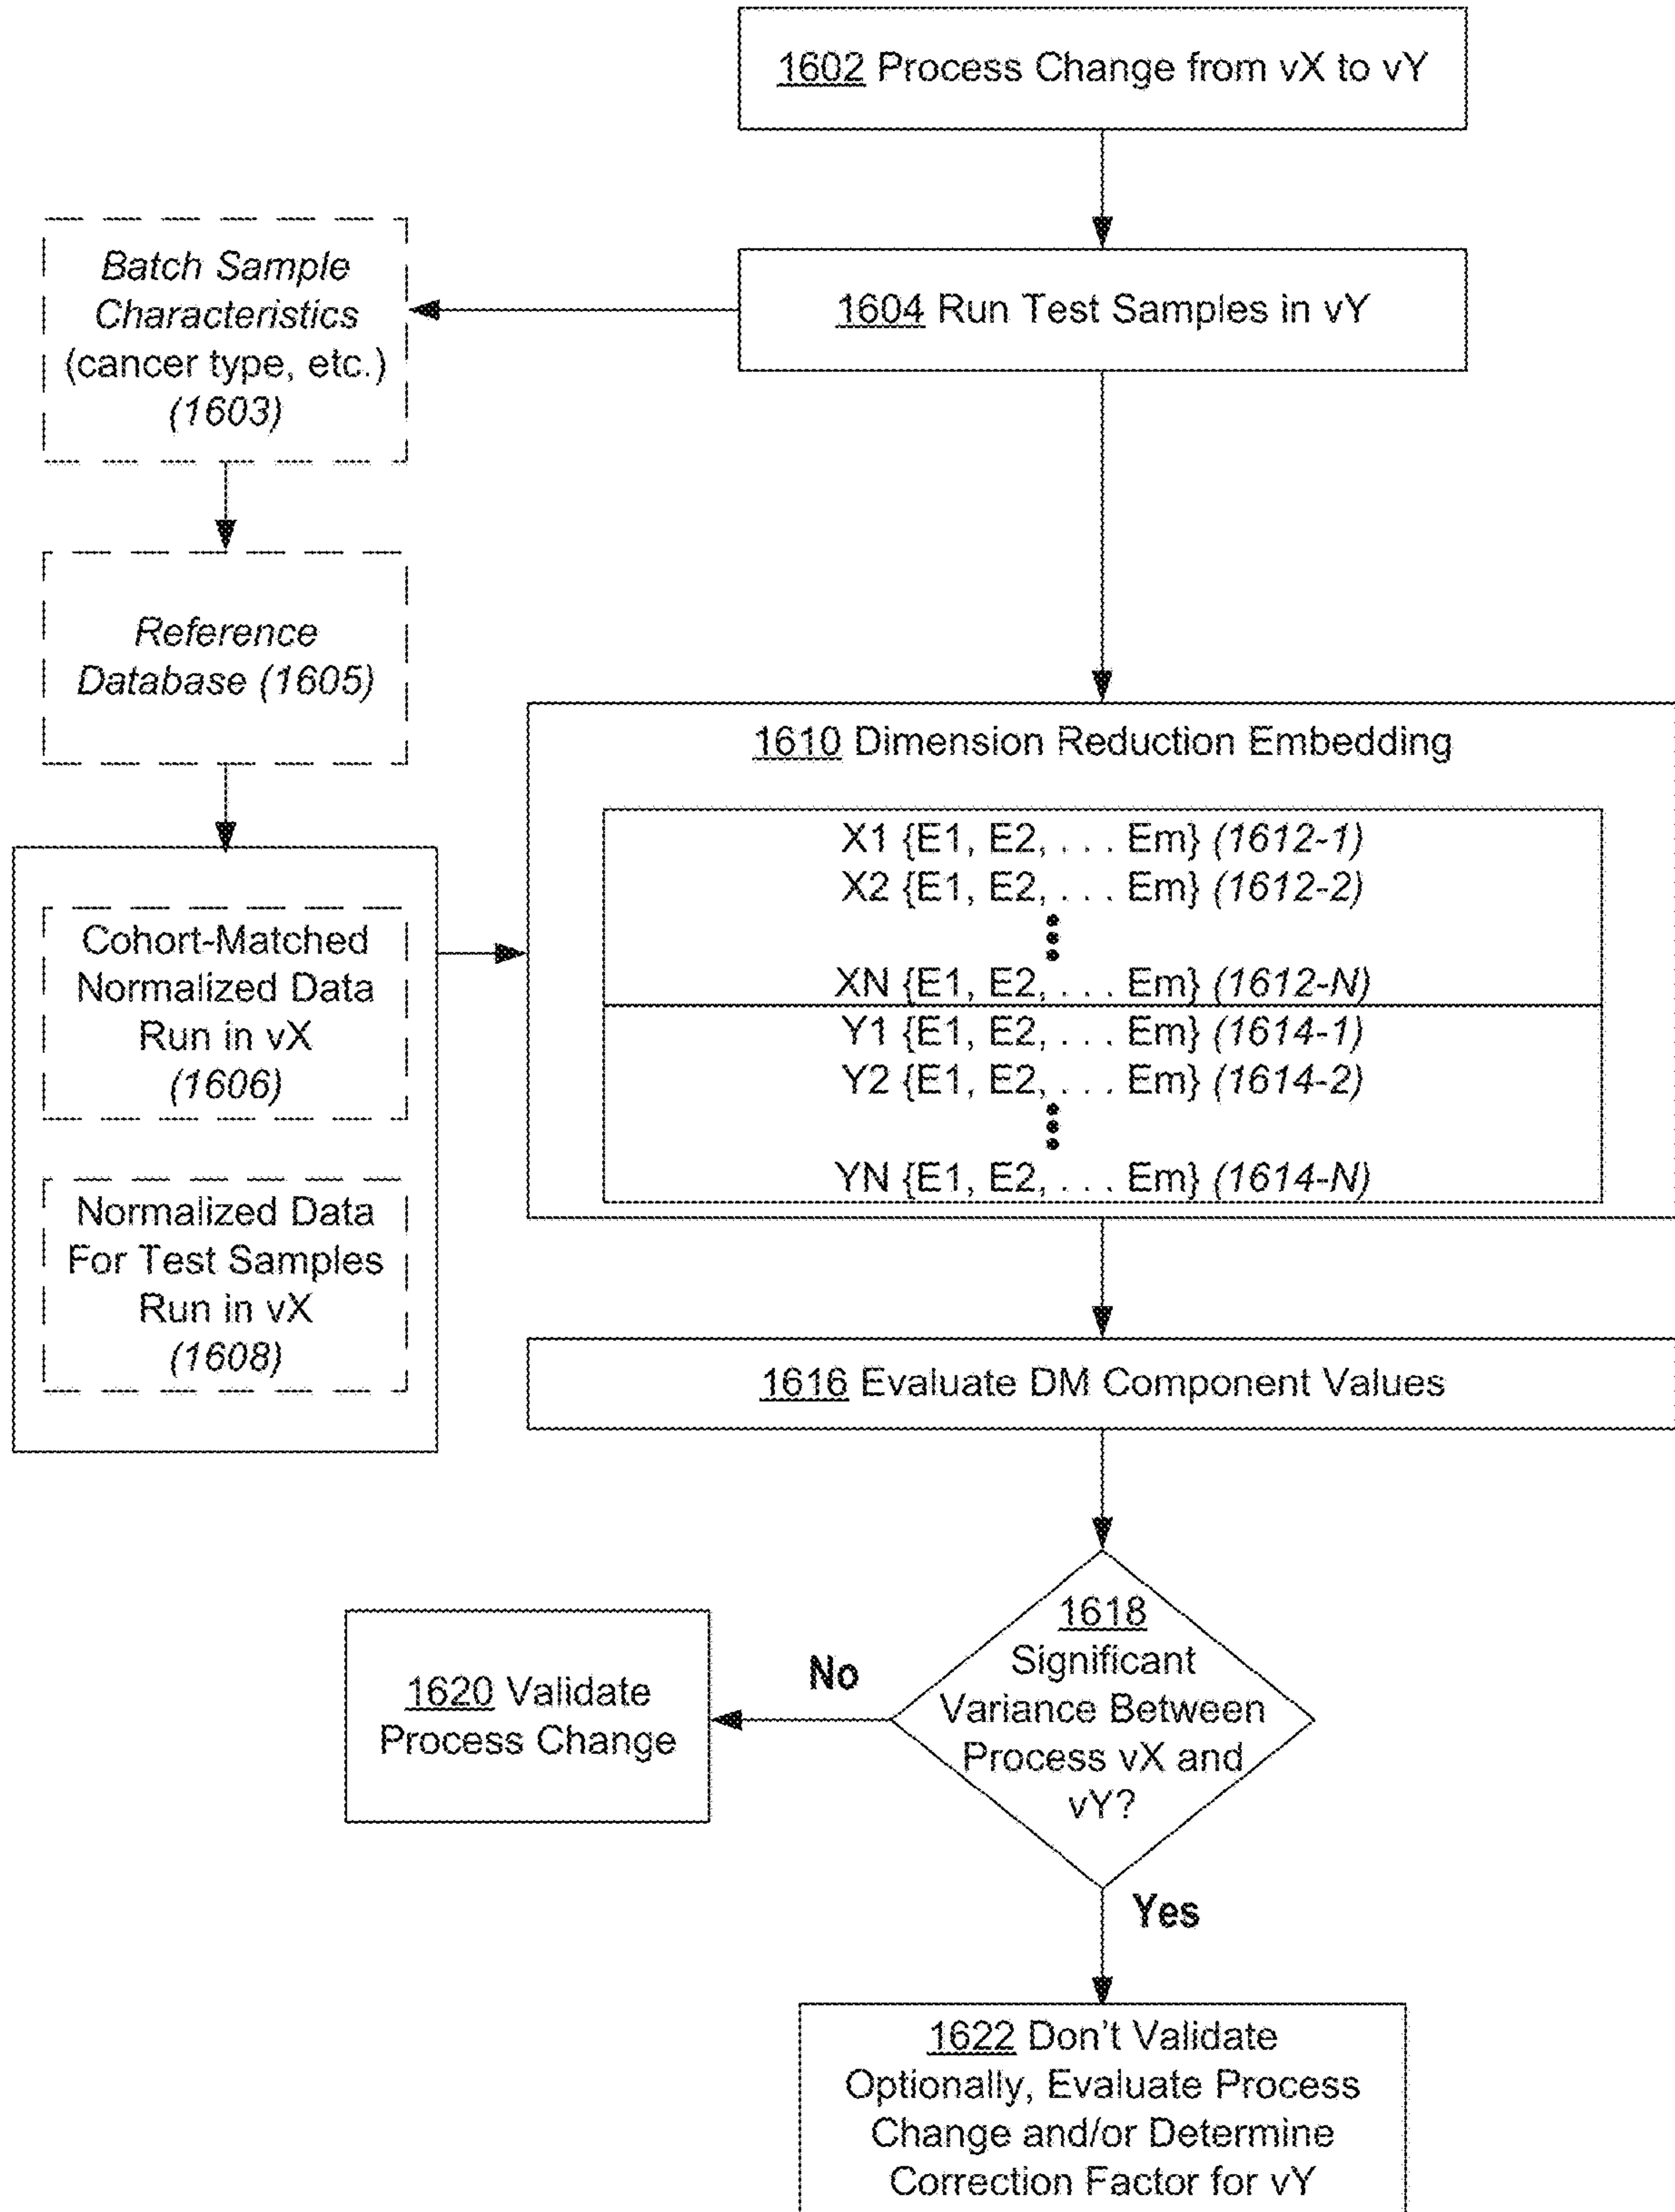 1602 Process Change from vX to vY
Batch Sample
Characteristics
(cancer type, etc.)
(1603)
1604 Run Test Samples in vY
Reference
Database (1605)
1610 Dimension Reduction Embedding
X1 {E1, E2, . . . Em} (1612-1)
X2 {E1, E2, . . . Em} (1612-2)
XN {E1, E2, . . . Em} (1612-N)
Y1 {E1, E2, . . . Em} (1614-1)
Y2 {E1, E2, . . . Em} (1614-2)
YN {E1, E2, . . . Em} (1614-N)
Cohort-Matched
Normalized Data
Run in vX
(1606)
Normalized Data
For Test Samples
Run in vX
(1608)
1616 Evaluate DM Component Values
1618
Significant
Variance Between
Process vX and
vY?
No
1620 Validate
Process Change
Yes
1622 Don't Validate
Optionally, Evaluate Process
Change and/or Determine
Correction Factor for vY